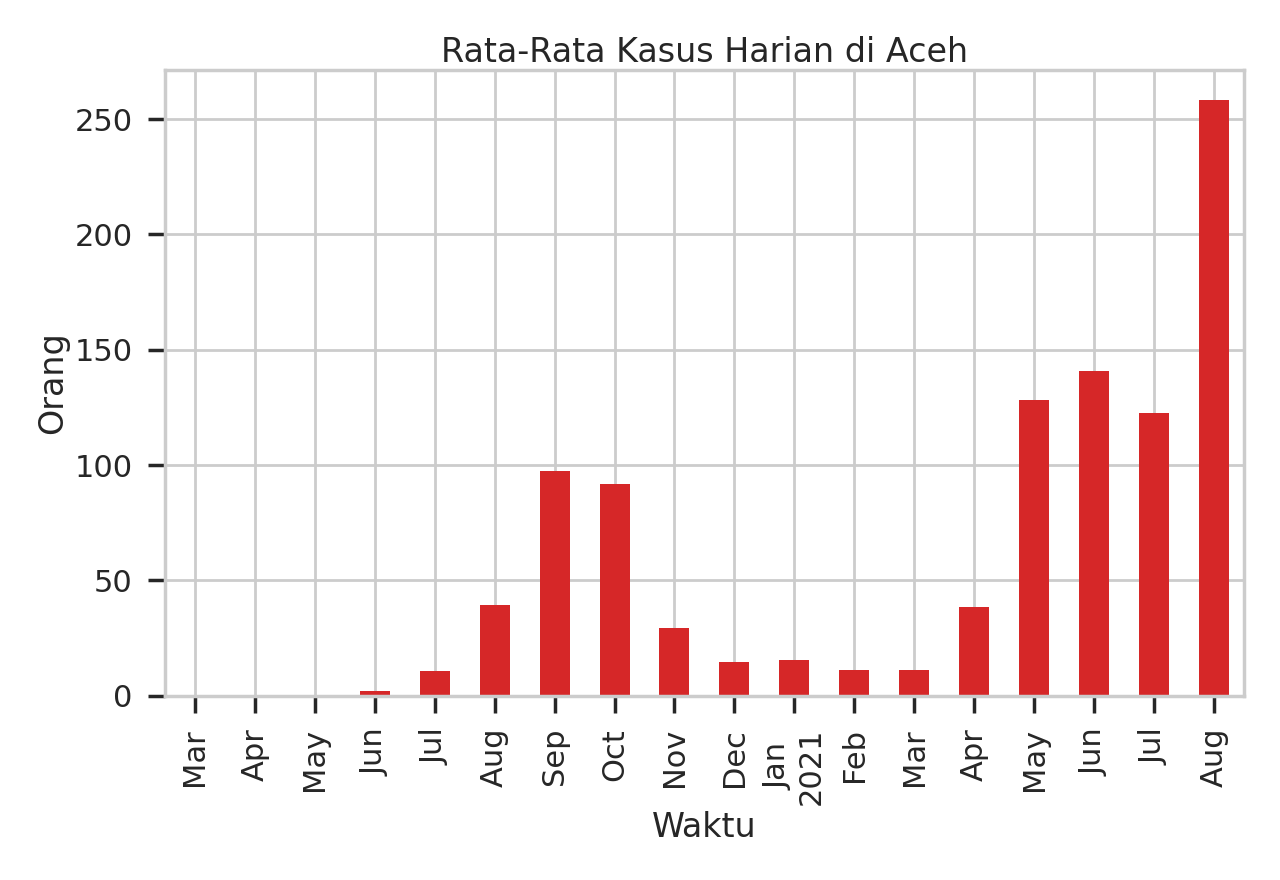 Rata-Rata Kasus Harian di Aceh
Orang
250
200
150
100
50
0
Mar
Apr
May
Jun
Jul
Aug
Sep
Oct
Nov
Dec
Jan
2021
Feb
Mar
Apr
May
Jun
Jul
Aug
Waktu